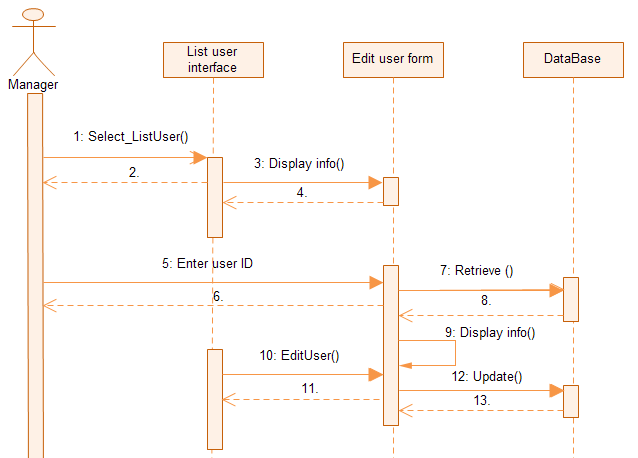 List user
interface
Edit user form
DataBase
Manager
1: Select_ListUser()
2.
3: Display info()
4.
5: Enter user ID
6.
7: Retrieve ()
8.
9: Display info()
10: EditUser()
11.
12: Update()
13.